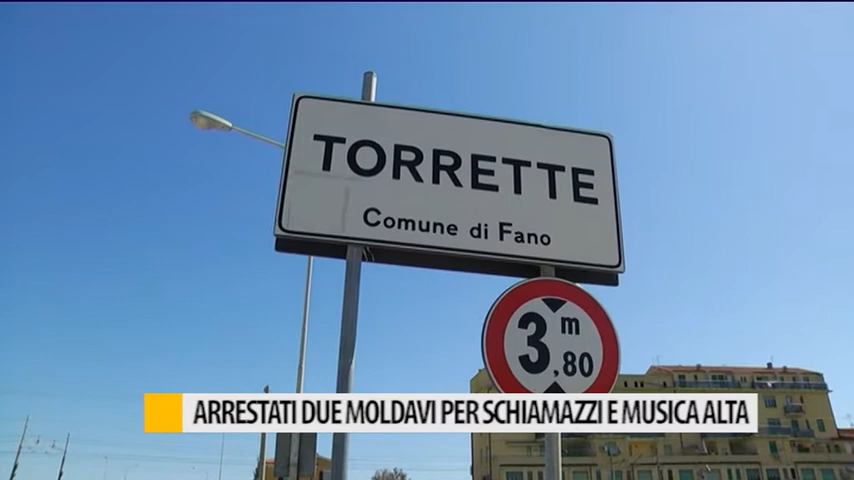 TORRETTE
Comune di Fano
3 m
,80
ARRESTATI DUE MOLDAVI PER SCHIAMAZZI E MUSICA ALTA